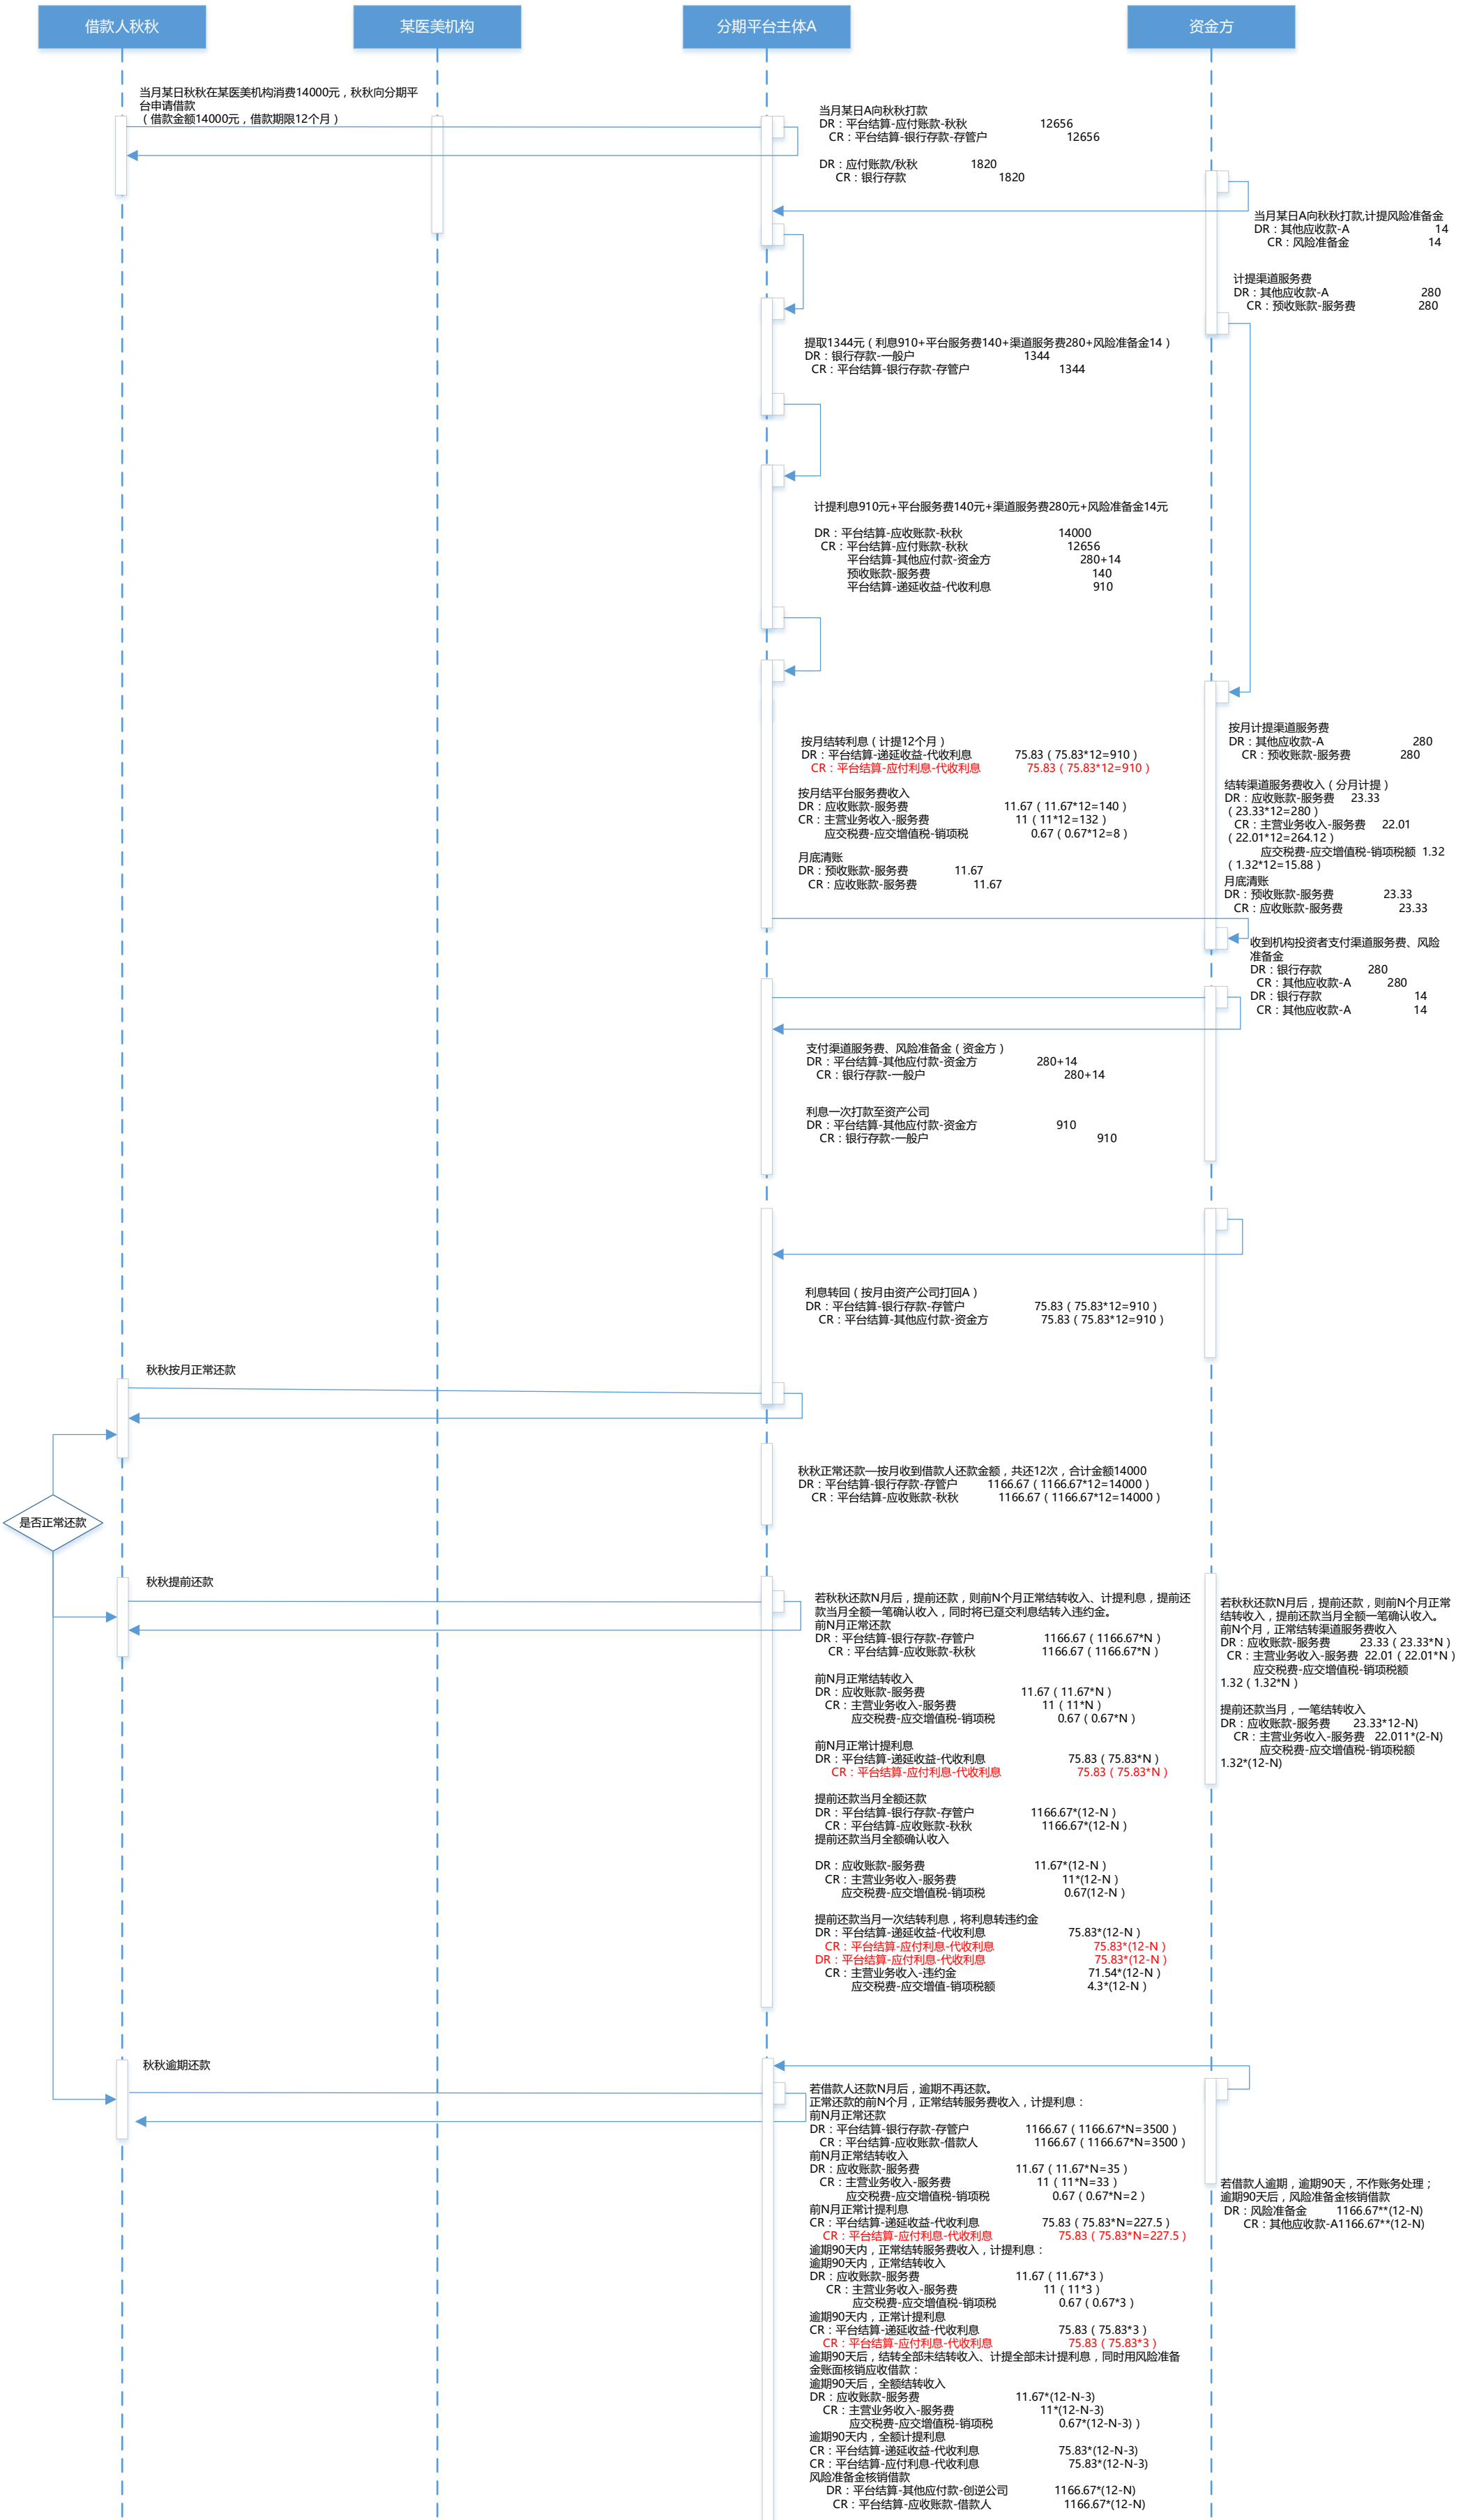 借款人秋秋
某医美机构
分期平台主体A
资金方
当月某日秋秋在某医美机构消费14000元，秋秋向分期平
台申请借款
（借款金额14000元，借款期限12个月）
当月某日A向秋秋打款
DR：平台结算-应付账款-秋秋 12656
CR：平台结算-银行存款-存管户 12656
DR：应付账款/秋秋 1820
CR：银行存款 1820
当月某日A向秋秋打款,计提风险准备金
DR：其他应收款-A 14
CR：风险准备金 14
计提渠道服务费
DR：其他应收款-A 280
CR：预收账款-服务费 280
提取1344元（利息910+平台服务费140+渠道服务费280+风险准备金14）
DR：银行存款-一般户 1344
CR：平台结算-银行存款-存管户 1344
计提利息910元+平台服务费140元+渠道服务费280元+风险准备金14元
DR：平台结算-应收账款-秋秋 14000
CR：平台结算-应付账款-秋秋 12656
平台结算-其他应付款-资金方 280+14
预收账款-服务费 140
平台结算-递延收益-代收利息 910
按月结转利息（计提12个月）
DR：平台结算-递延收益-代收利息 75.83（75.83*12=910）
CR：平台结算-应付利息-代收利息 75.83（75.83*12=910）
按月结平台服务费收入
DR：应收账款-服务费 11.67（11.67*12=140）
CR：主营业务收入-服务费 11（11*12=132）
应交税费-应交增值税-销项税 0.67（0.67*12=8）
月底清账
DR：预收账款-服务费 11.67
CR：应收账款-服务费 11.67
按月计提渠道服务费
DR：其他应收款-A 280
CR：预收账款-服务费 280
结转渠道服务费收入（分月计提）
DR：应收账款-服务费 23.33
（23.33*12=280）
CR：主营业务收入-服务费 22.01
（22.01*12=264.12）
应交税费-应交增值税-销项税额 1.32
（1.32*12=15.88）
月底清账
DR：预收账款-服务费 23.33
CR：应收账款-服务费 23.33
收到机构投资者支付渠道服务费、风险
准备金
DR：银行存款 280
CR：其他应收款-A 280
DR：银行存款 14
CR：其他应收款-A 14
支付渠道服务费、风险准备金（资金方）
DR：平台结算-其他应付款-资金方 280+14
CR：银行存款-一般户 280+14
利息一次打款至资产公司
DR：平台结算-其他应付款-资金方 910
CR：银行存款-一般户 910
利息转回（按月由资产公司打回A）
DR：平台结算-银行存款-存管户 75.83（75.83*12=910）
CR：平台结算-其他应付款-资金方 75.83（75.83*12=910）
秋秋按月正常还款
秋秋正常还款—按月收到借款人还款金额，共还12次，合计金额14000
DR：平台结算-银行存款-存管户 1166.67（1166.67*12=14000）
CR：平台结算-应收账款-秋秋 1166.67（1166.67*12=14000）
是否正常还款
秋秋提前还款
若秋秋还款N月后，提前还款，则前N个月正常结转收入、计提利息，提前还
款当月全额一笔确认收入，同时将已趸交利息结转入违约金。
前N月正常还款
DR：平台结算-银行存款-存管户 1166.67（1166.67*N）
CR：平台结算-应收账款-秋秋 1166.67（1166.67*N）
前N月正常结转收入
DR：应收账款-服务费 11.67（11.67*N）
CR：主营业务收入-服务费 11（11*N）
应交税费-应交增值税-销项税 0.67（0.67*N）
前N月正常计提利息
DR：平台结算-递延收益-代收利息 75.83（75.83*N）
CR：平台结算-应付利息-代收利息 75.83（75.83*N）
提前还款当月全额还款
DR：平台结算-银行存款-存管户 1166.67*(12-N）
CR：平台结算-应收账款-秋秋 1166.67*(12-N）
提前还款当月全额确认收入
DR：应收账款-服务费 11.67*(12-N）
CR：主营业务收入-服务费 11*(12-N）
应交税费-应交增值税-销项税 0.67(12-N）
提前还款当月一次结转利息，将利息转违约金
DR：平台结算-递延收益-代收利息 75.83*(12-N）
CR：平台结算-应付利息-代收利息 75.83*(12-N）
DR：平台结算-应付利息-代收利息 75.83*(12-N）
CR：主营业务收入-违约金 71.54*(12-N）
应交税费-应交增值-销项税额 4.3*(12-N）
若秋秋还款N月后，提前还款，则前N个月正常
结转收入，提前还款当月全额一笔确认收入。
前N个月，正常结转渠道服务费收入
DR：应收账款-服务费 23.33（23.33*N）
CR：主营业务收入-服务费 22.01（22.01*N）
应交税费-应交增值税-销项税额
1.32（1.32*N）
提前还款当月，一笔结转收入
DR：应收账款-服务费 23.33*12-N)
CR：主营业务收入-服务费 22.011*(2-N)
应交税费-应交增值税-销项税额
1.32*(12-N)
秋秋逾期还款
若借款人还款N月后，逾期不再还款。
正常还款的前N个月，正常结转服务费收入，计提利息：
前N月正常还款
DR：平台结算-银行存款-存管户 1166.67（1166.67*N=3500）
CR：平台结算-应收账款-借款人 1166.67（1166.67*N=3500）
前N月正常结转收入
DR：应收账款-服务费 11.67（11.67*N=35）
CR：主营业务收入-服务费 11（11*N=33）
应交税费-应交增值税-销项税 0.67（0.67*N=2）
前N月正常计提利息
CR：平台结算-递延收益-代收利息 75.83（75.83*N=227.5）
CR：平台结算-应付利息-代收利息 75.83（75.83*N=227.5）
逾期90天内，正常结转服务费收入，计提利息：
逾期90天内，正常结转收入
DR：应收账款-服务费 11.67（11.67*3）
CR：主营业务收入-服务费 11（11*3）
应交税费-应交增值税-销项税 0.67（0.67*3）
逾期90天内，正常计提利息
CR：平台结算-递延收益-代收利息 75.83（75.83*3）
CR：平台结算-应付利息-代收利息 75.83（75.83*3）
逾期90天后，结转全部未结转收入、计提全部未计提利息，同时用风险准备
金账面核销应收借款：
逾期90天后，全额结转收入
DR：应收账款-服务费 11.67*(12-N-3)
CR：主营业务收入-服务费 11*(12-N-3)
应交税费-应交增值税-销项税 0.67*(12-N-3)）
逾期90天内，全额计提利息
CR：平台结算-递延收益-代收利息 75.83*(12-N-3)
CR：平台结算-应付利息-代收利息 75.83*(12-N-3)
风险准备金核销借款
DR：平台结算-其他应付款-创逆公司 1166.67*(12-N)
CR：平台结算-应收账款-借款人 1166.67*(12-N)
若借款人逾期，逾期90天，不作账务处理；
逾期90天后，风险准备金核销借款
DR：风险准备金 1166.67**(12-N)
CR：其他应收款-A1166.67**(12-N)